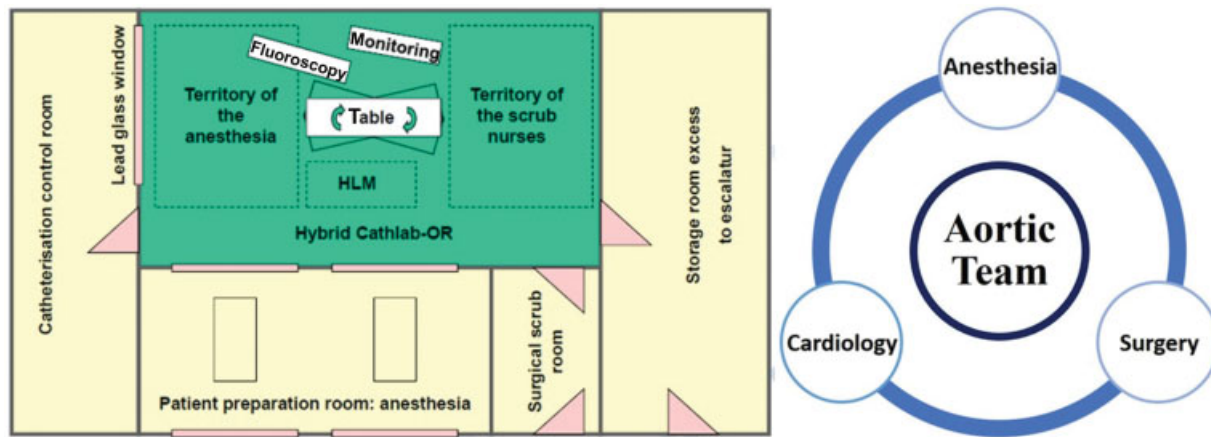 Catheterisation control room
Lead glass window
Fluoroscopy
Monitoring
Territory of
the
anesthesia
Table
Territory of
the scrub
nurses
HLM
Hybrid Cathlab-OR
Patient preparation room: anesthesia
Surgical scrub
room
Storage room excess
to escalatur
Anesthesia
Aortic
Team
Cardiology
Surgery